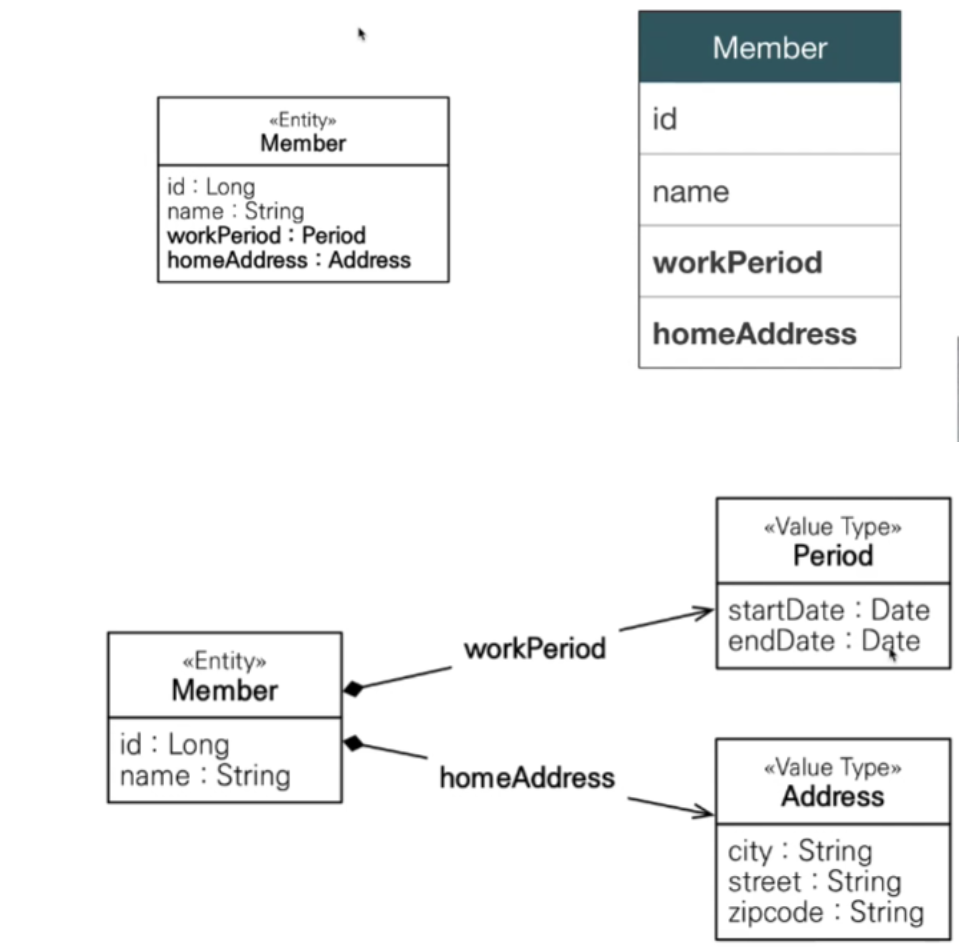 «Entity»
Member
id : Long
name : String
workPeriod : Period
homeAddress : Address
Member
id
name
workPeriod
homeAddress
«Entity»
Member
id : Long
name : String
workPeriod
homeAddress
«Value Type»
Period
startDate : Date
endDate : Date
«Value Type»
Address
city : String
street : String
zipcode : String